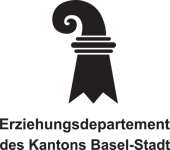 Erziehungsdepartement
des Kantons Basel-Stadt